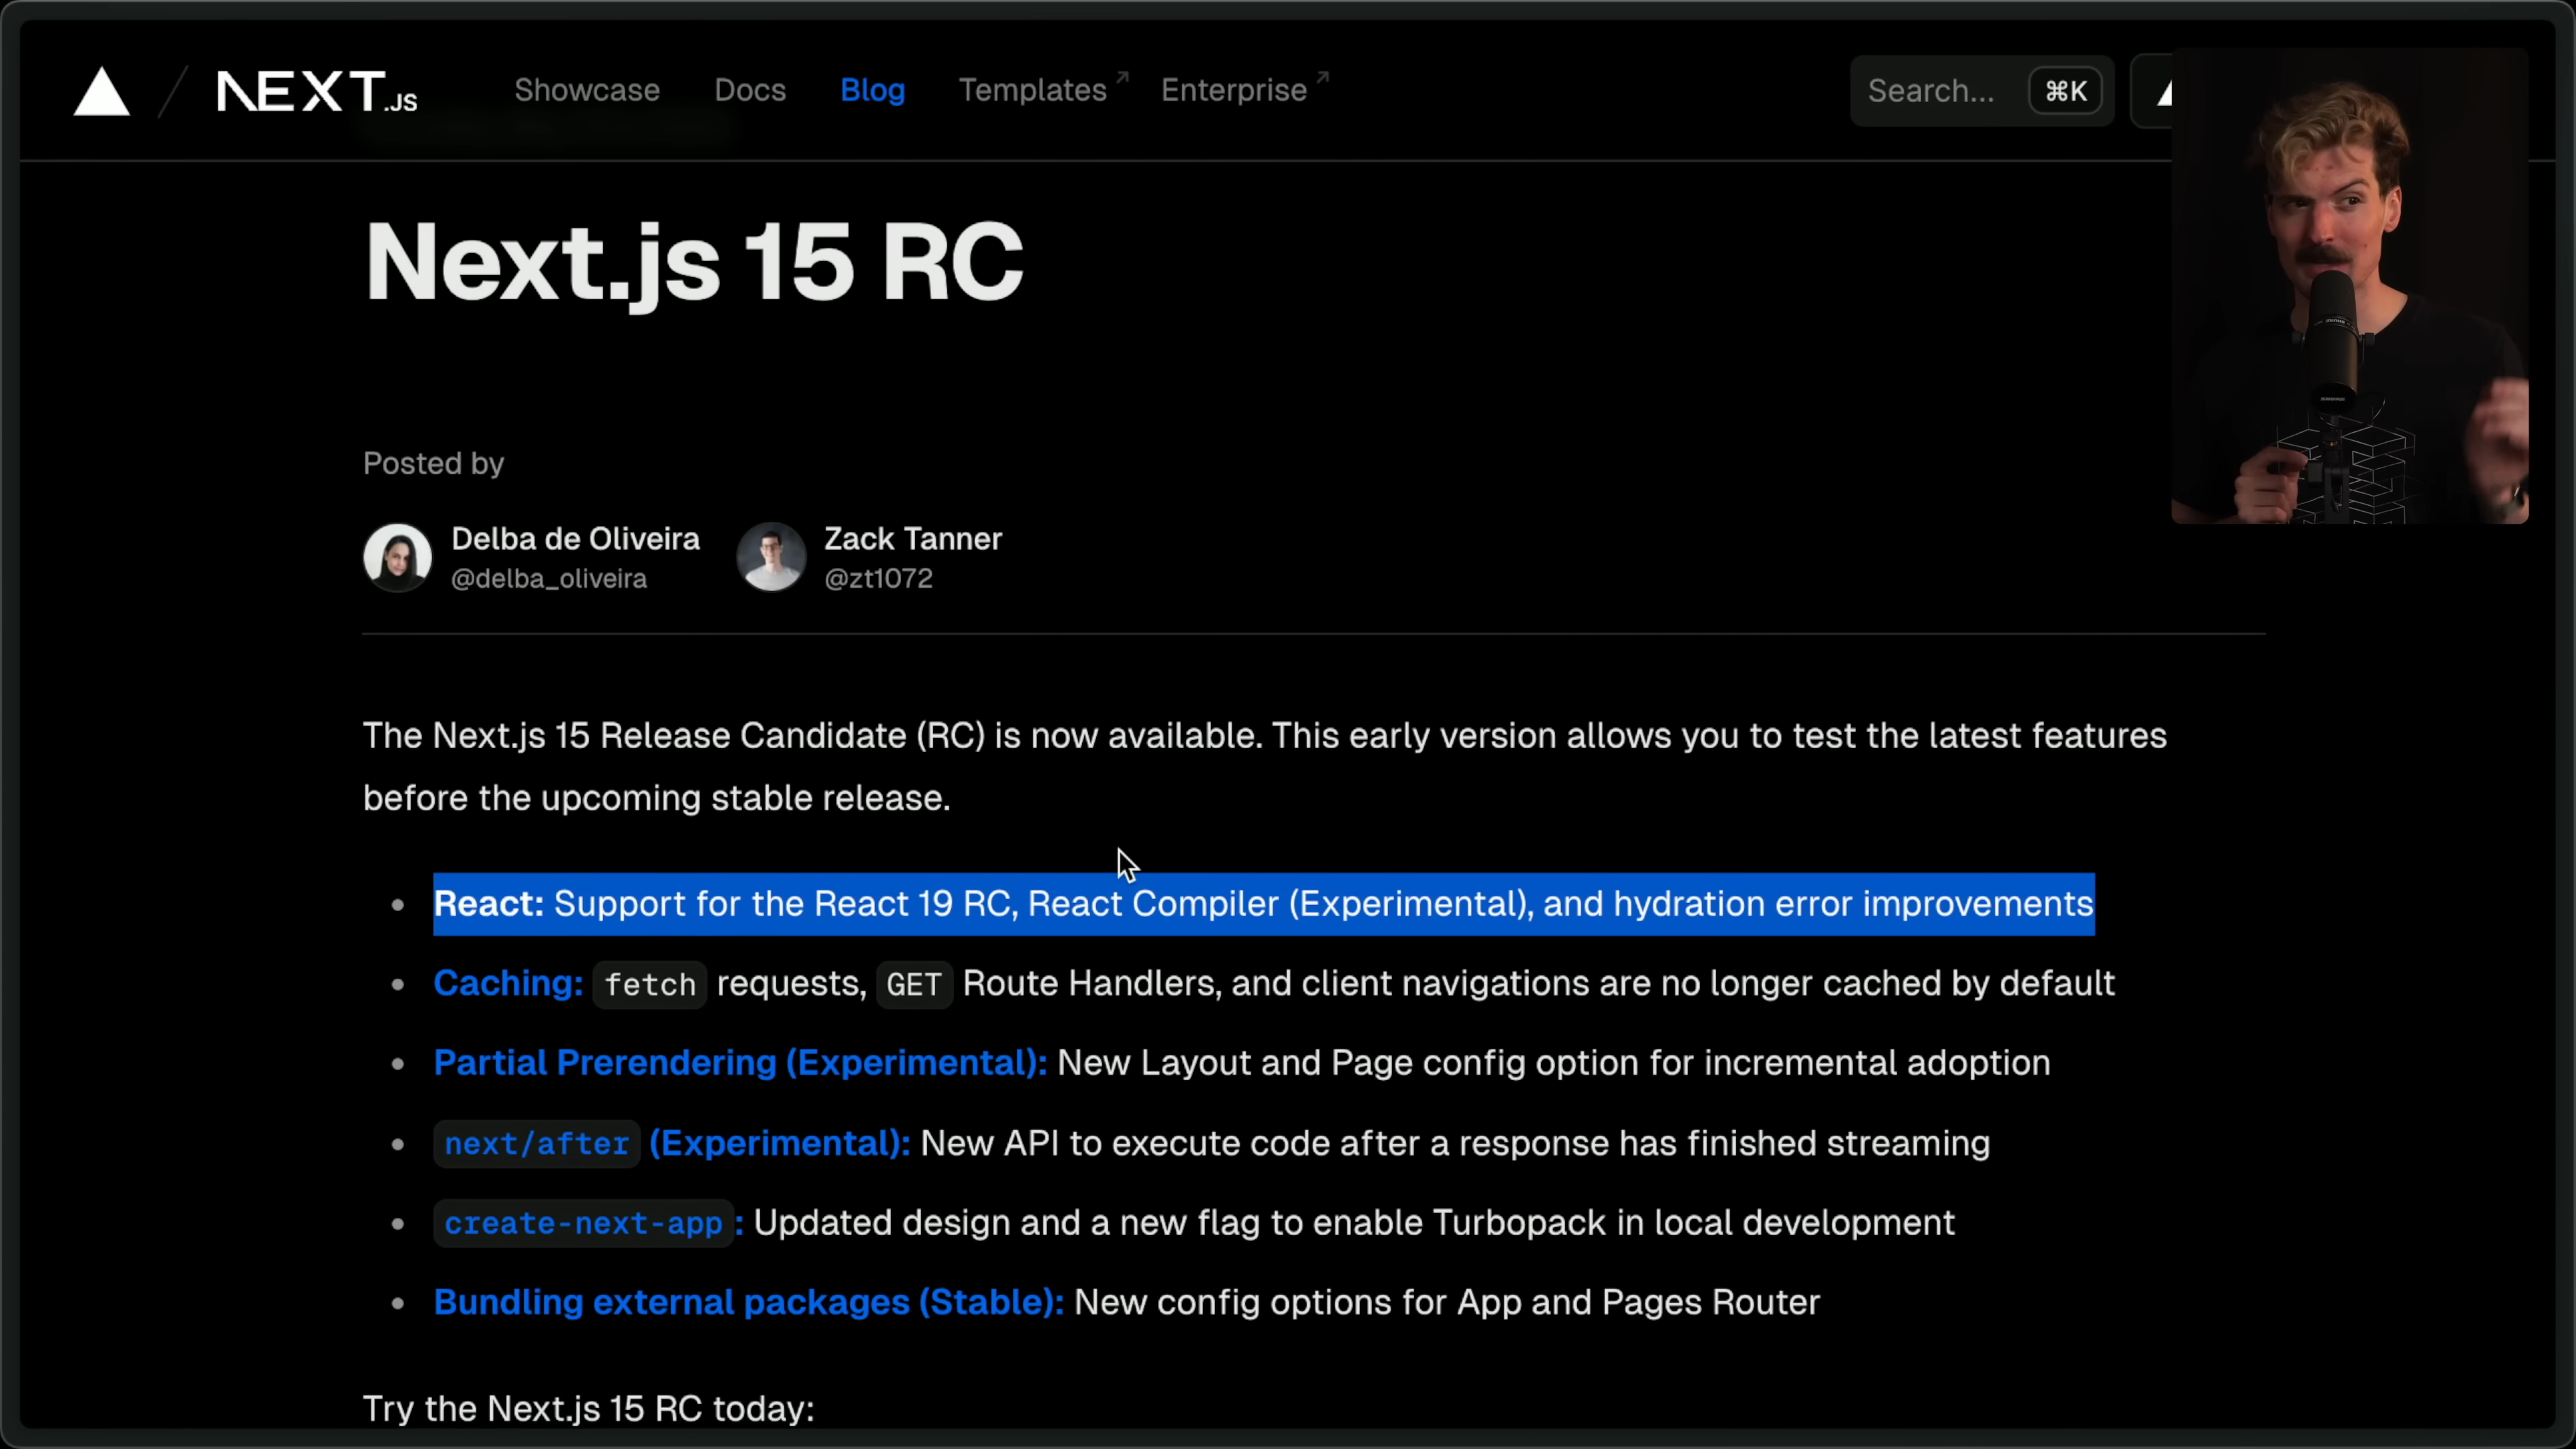 NEXT.JS Showcase Docs Blog Templates Enterprise Search... ⌘K
Next.js 15 RC
Posted by
Delba de Oliveira Zack Tanner
@delba_oliveira @zt1072
The Next.js 15 Release Candidate (RC) is now available. This early version allows you to test the latest features
before the upcoming stable release.
React: Support for the React 19 RC, React Compiler (Experimental), and hydration error improvements
Caching: fetch requests, GET Route Handlers, and client navigations are no longer cached by default
Partial Prerendering (Experimental): New Layout and Page config option for incremental adoption
next/after (Experimental): New API to execute code after a response has finished streaming
create-next-app: Updated design and a new flag to enable Turbopack in local development
Bundling external packages (Stable): New config options for App and Pages Router
Try the Next.js 15 RC today: